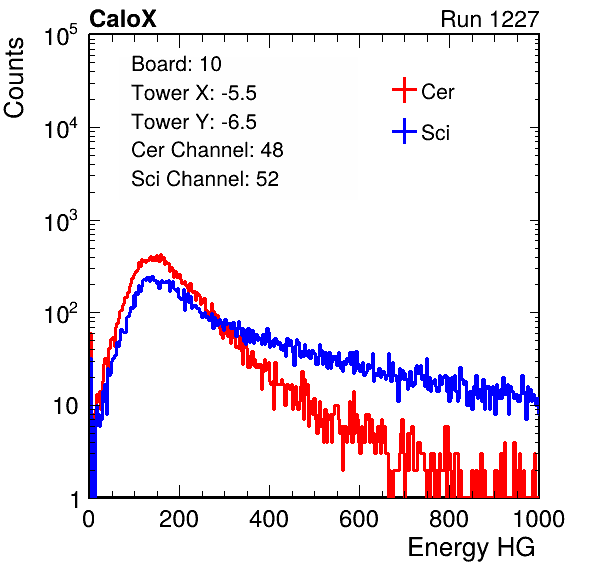 CaloX Run 1227
Counts
10^5
10^4
10^3
10^2
10
1
Board: 10
Tower X: -5.5
Tower Y: -6.5
Cer Channel: 48
Sci Channel: 52
Cer
Sci
0 200 400 600 800 1000
Energy HG